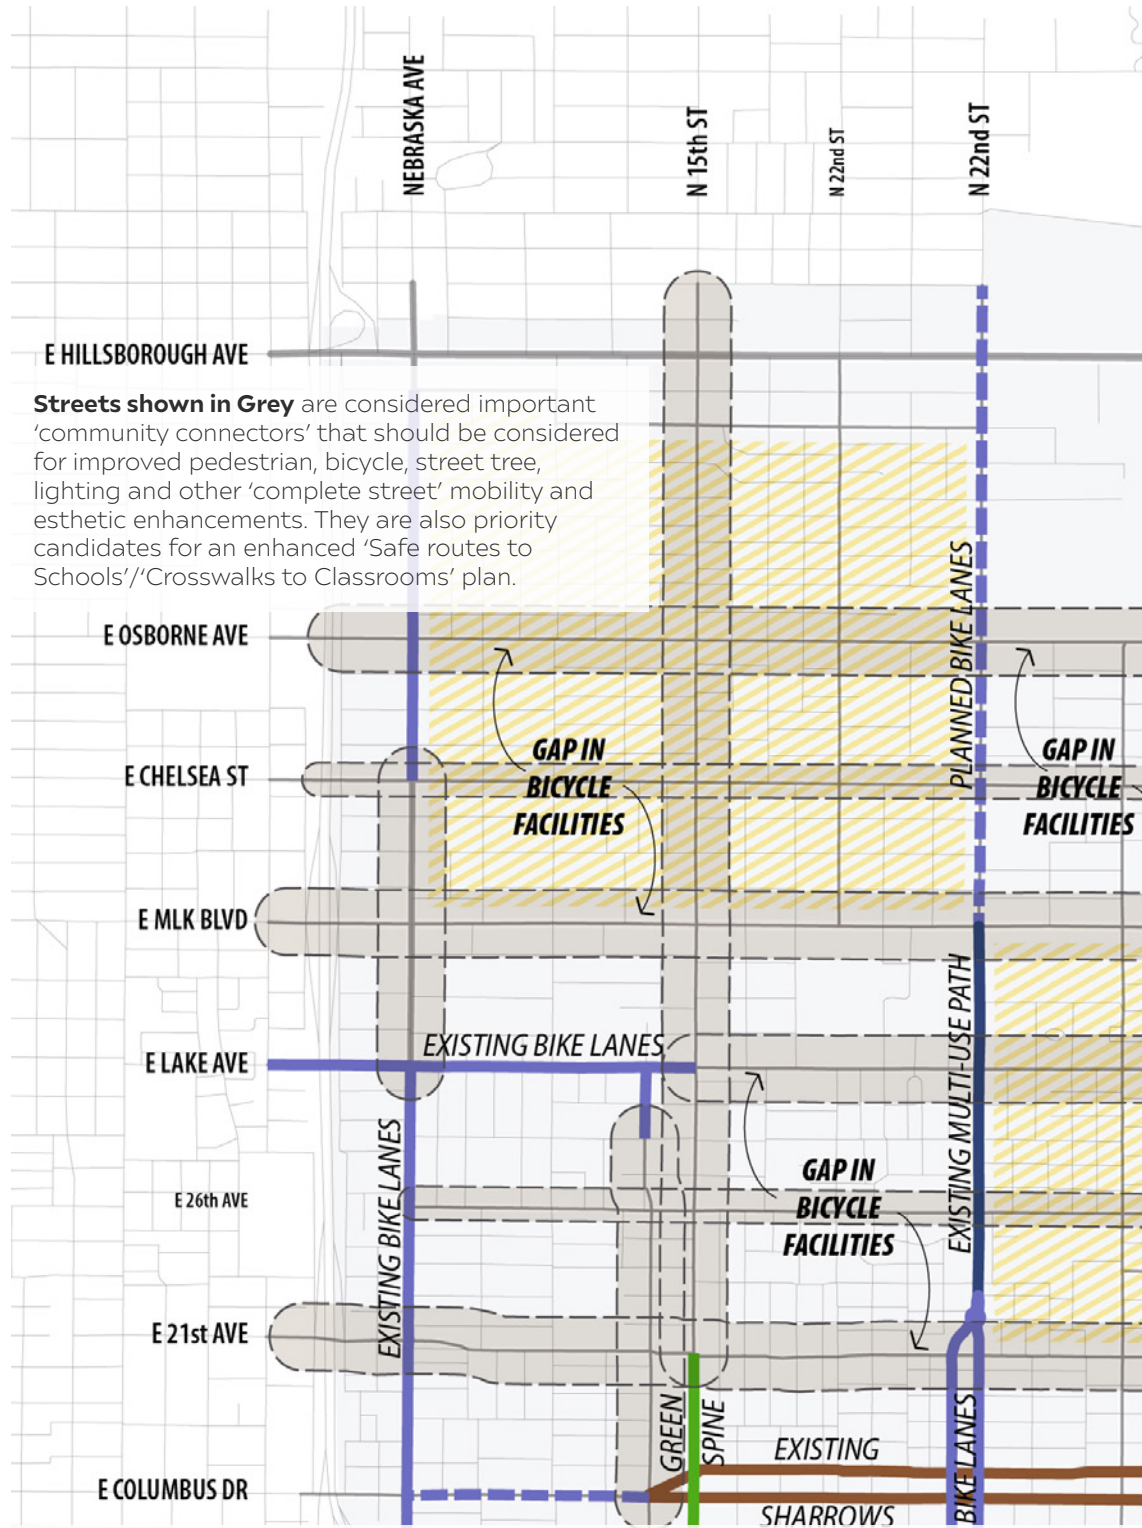 NEBRASKA AVE
N 15th ST
N 22nd ST
N 22nd ST
E HILLSBOROUGH AVE
Streets shown in Grey are considered important
‘community connectors’ that should be considered
for improved pedestrian, bicycle, street tree,
lighting and other ‘complete street’ mobility and
esthetic enhancements. They are also priority
candidates for an enhanced ‘Safe routes to
Schools’/‘Crosswalks to Classrooms’ plan.
E OSBORNE AVE
PLANNED BIKE LANES
GAP IN
BICYCLE
FACILITIES
GAP IN
BICYCLE
FACILITIES
E CHELSEA ST
E MLK BLVD
EXISTING BIKE LANES
E LAKE AVE
EXISTING MULTI-USE PATH
EXISTING BIKE LANES
GAP IN
BICYCLE
FACILITIES
E 26th AVE
E 21st AVE
GREEN
SPINE
EXISTING
SHARROWS
BIKE LANES
E COLUMBUS DR